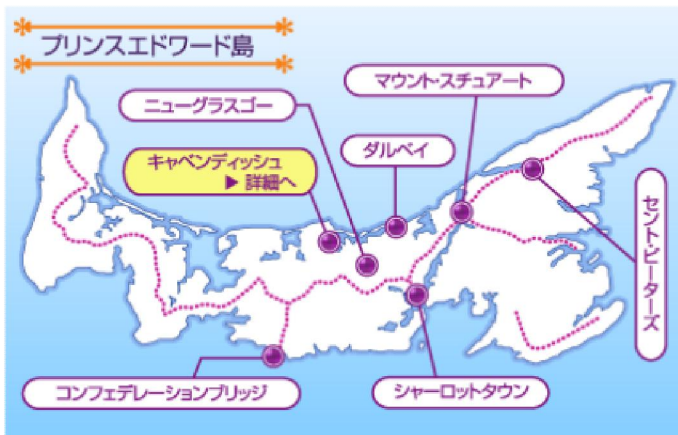 プリンスエドワード島
マウント・スチュアート
ニューグラスゴー
ダルベイ
キャベンディッシュ
▶ 詳細へ
セント・ピーターズ
コンフェデレーションブリッジ
シャーロットタウン